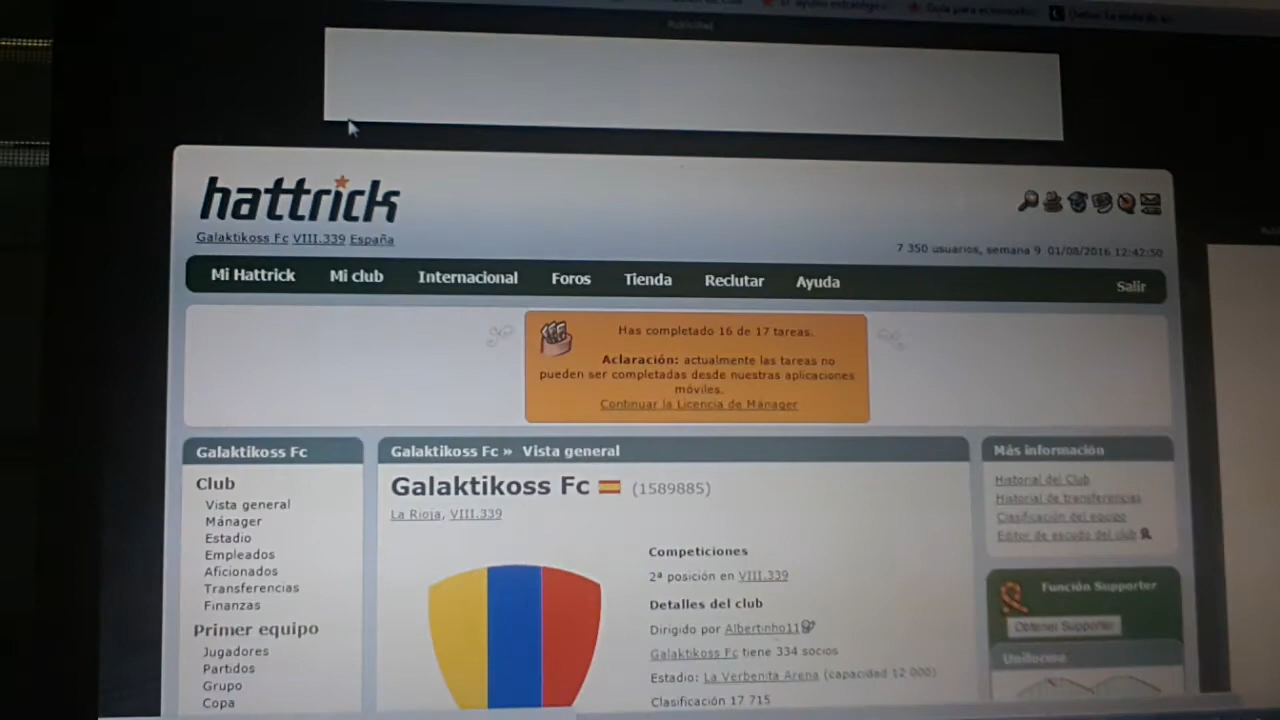 Publicidad
hattrick
Galaktikoss Fc VIII.339 España
7 350 usuarios, semana 9 01/08/2016 12:42:50
Mi Hattrick Mi club Internacional Foros Tienda Reclutar Ayuda Salir
Has completado 16 de 17 tareas.
Aclaración: actualmente las tareas no
pueden ser completadas desde nuestras aplicaciones
móviles.
Continuar la Licencia de Mánager
Galaktikoss Fc
Club
Vista general
Mánager
Estadio
Empleados
Aficionados
Transferencias
Finanzas
Primer equipo
Jugadores
Partidos
Grupo
Copa
Galaktikoss Fc » Vista general
Galaktikoss Fc (1589885)
La Rioja, VIII.339
Competiciones
2ª posición en VIII.339
Detalles del club
Dirigido por Albertinho11
Galaktikoss Fc tiene 334 socios
Estadio: La Verbenita Arena (capacidad 12 000)
Clasificación 17 715
Más información
Historial del Club
Historial de transferencias
Clasificación del equipo
Editor de escudo del club
Función Supporter
Obtener Supporter
Uniforme